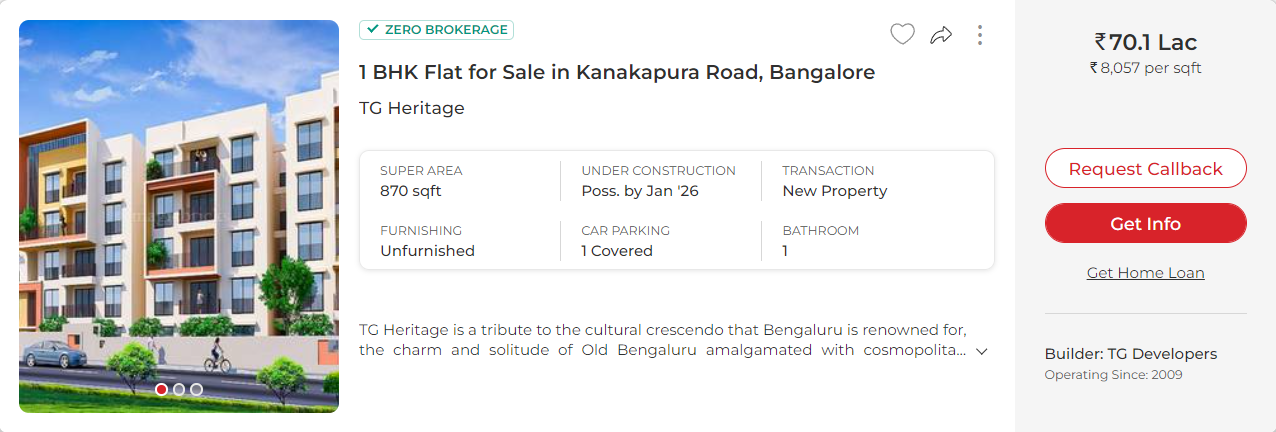 ZERO BROKERAGE
1 BHK Flat for Sale in Kanakapura Road, Bangalore
TG Heritage
SUPER AREA
870 sqft
UNDER CONSTRUCTION
Poss. by Jan '26
TRANSACTION
New Property
FURNISHING
Unfurnished
CAR PARKING
1 Covered
BATHROOM
1
TG Heritage is a tribute to the cultural crescendo that Bengaluru is renowned for,
the charm and solitude of Old Bengaluru amalgamated with cosmopolita...
₹70.1 Lac
₹8,057 per sqft
Request Callback
Get Info
Get Home Loan
Builder: TG Developers
Operating Since: 2009